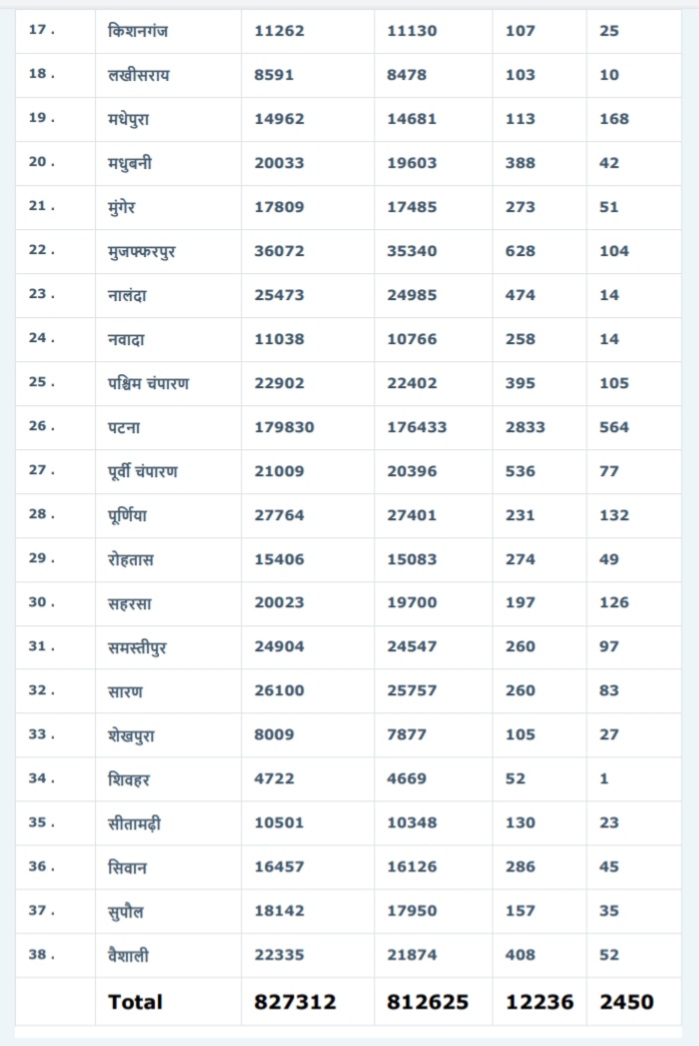 17. किशनगंज 11262 11130 107 25
18. लखीसराय 8591 8478 103 10
19. मधेपुरा 14962 14681 113 168
20. मधुबनी 20033 19603 388 42
21. मुंगेर 17809 17485 273 51
22. मुजफ्फरपुर 36072 35340 628 104
23. नालंदा 25473 24985 474 14
24. नवादा 11038 10766 258 14
25. पश्चिम चंपारण 22902 22402 395 105
26. पटना 179830 176433 2833 564
27. पूर्वी चंपारण 21009 20396 536 77
28. पूर्णिया 27764 27401 231 132
29. रोहतास 15406 15083 274 49
30. सहरसा 20023 19700 197 126
31. समस्तीपुर 24904 24547 260 97
32. सारण 26100 25757 260 83
33. शेखपुरा 8009 7877 105 27
34. शिवहर 4722 4669 52 1
35. सीतामढ़ी 10501 10348 130 23
36. सिवान 16457 16126 286 45
37. सुपौल 18142 17950 157 35
38. वैशाली 22335 21874 408 52
Total 827312 812625 12236 2450